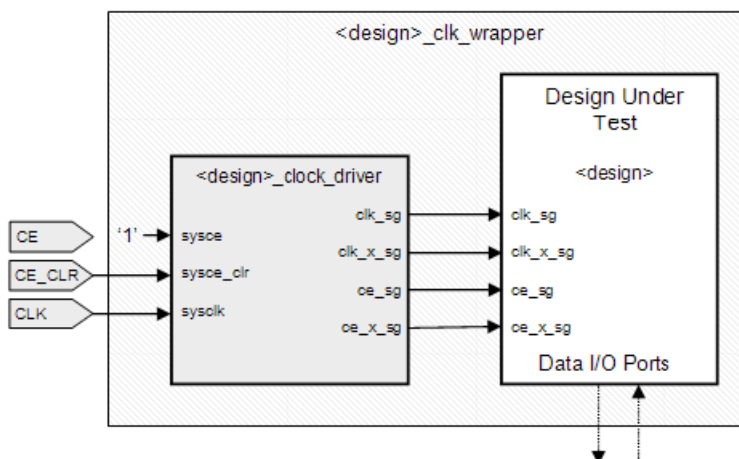 <design>_clk_wrapper
Design Under
Test
<design>
<design>_clock_driver
clk_sg
clk_x_sg
ce_sg
ce_x_sg
CE
'1'
sysce
CE_CLR
sysce_clr
CLK
sysclk
clk_sg
clk_x_sg
ce_sg
ce_x_sg
Data I/O Ports